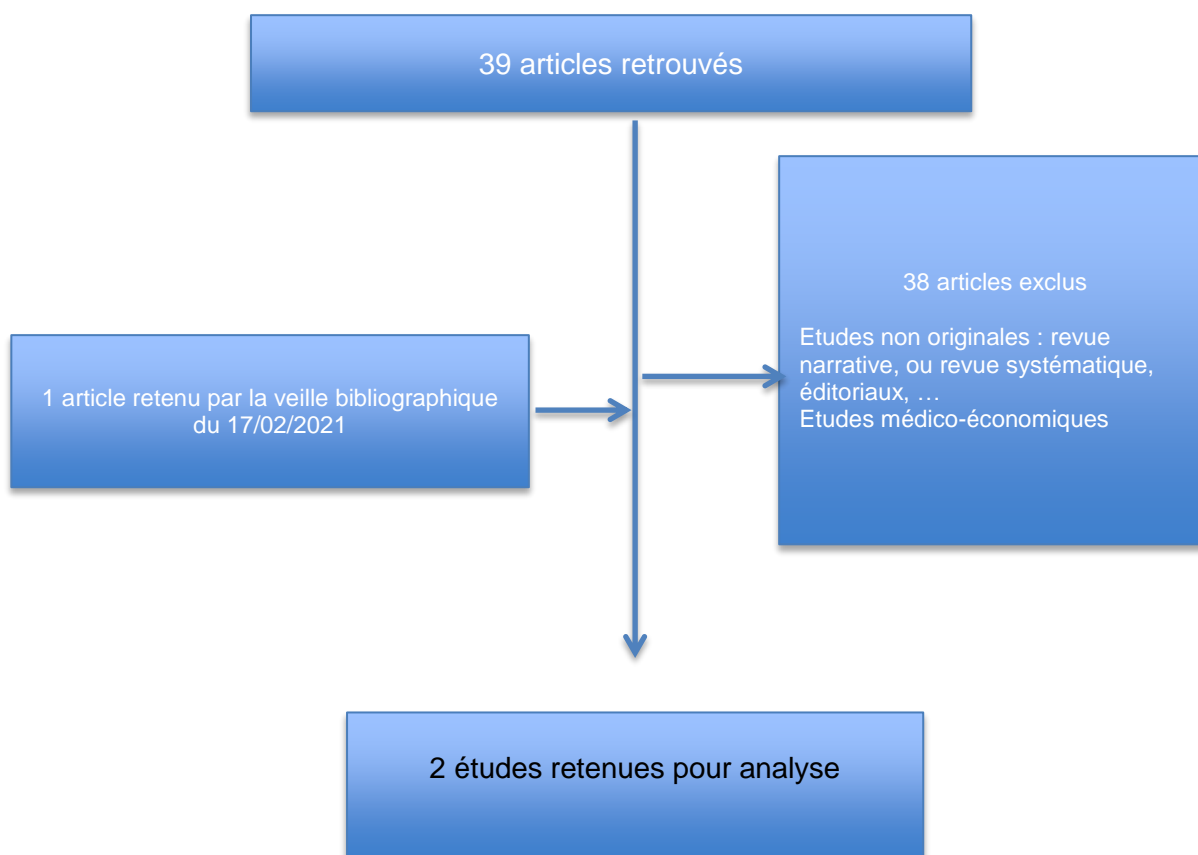 39 articles retrouvés
38 articles exclus
Etudes non originales : revue
narrative, ou revue systématique,
éditoriaux, …
Etudes médico-économiques
1 article retenu par la veille bibliographique
du 17/02/2021
2 études retenues pour analyse